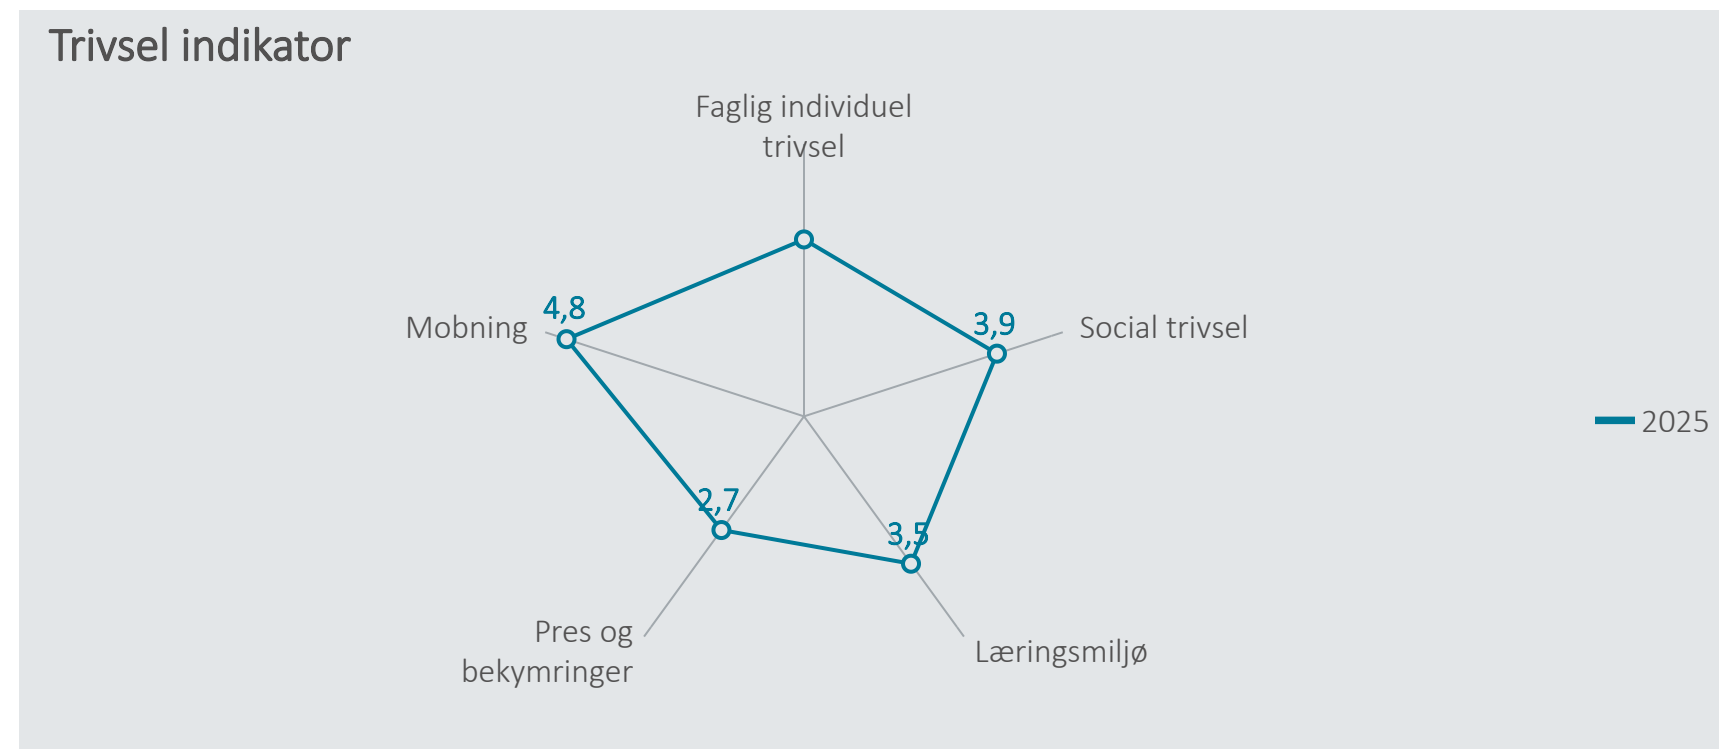 Trivsel indikator
Faglig individuel
trivsel
4,8
Mobning
3,9
Social trivsel
2025
2,7
3,5
Pres og
bekymringer
Læringsmiljø